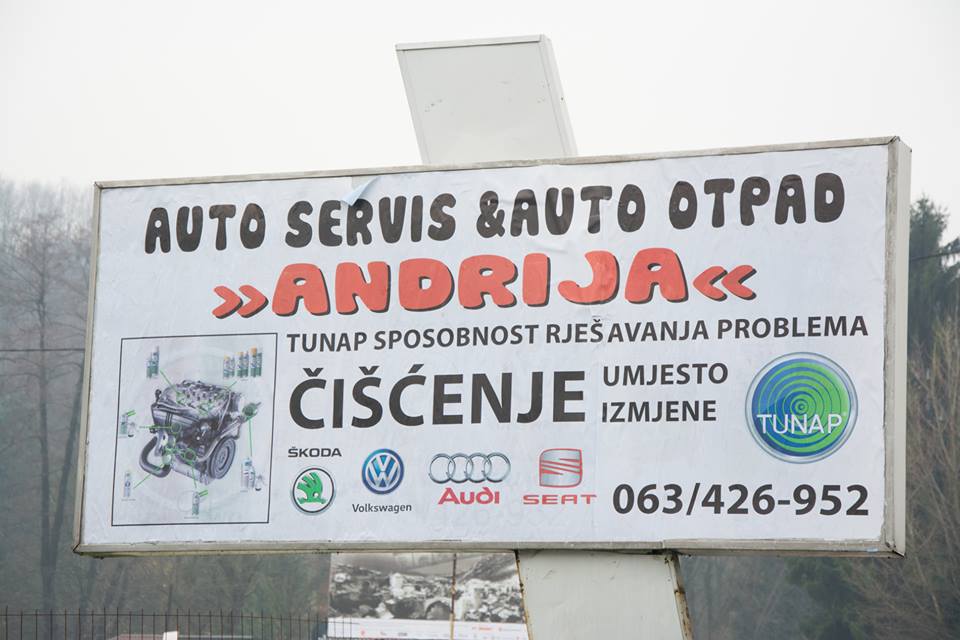 AUTO SERVIS & AUTO OTPAD
»ANDRIJA«
TUNAP SPOSOBNOST RJEŠAVANJA PROBLEMA
ČIŠĆENJE UMJESTO
IZMJENE
TUNAP
ŠKODA
Volkswagen
Audi
SEAT
063/426-952